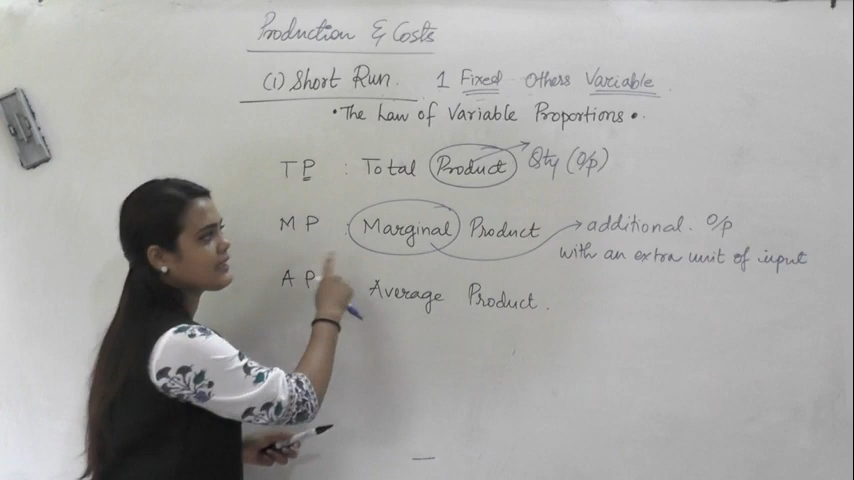 Production & Costs
(1) Short Run. 1 Fixed Others Variable
• The Law of Variable Proportions •.
TP : Total Product → Qty (O/p)
MP : Marginal Product → additional. O/p
with an extra unit of input
AP Average Product.